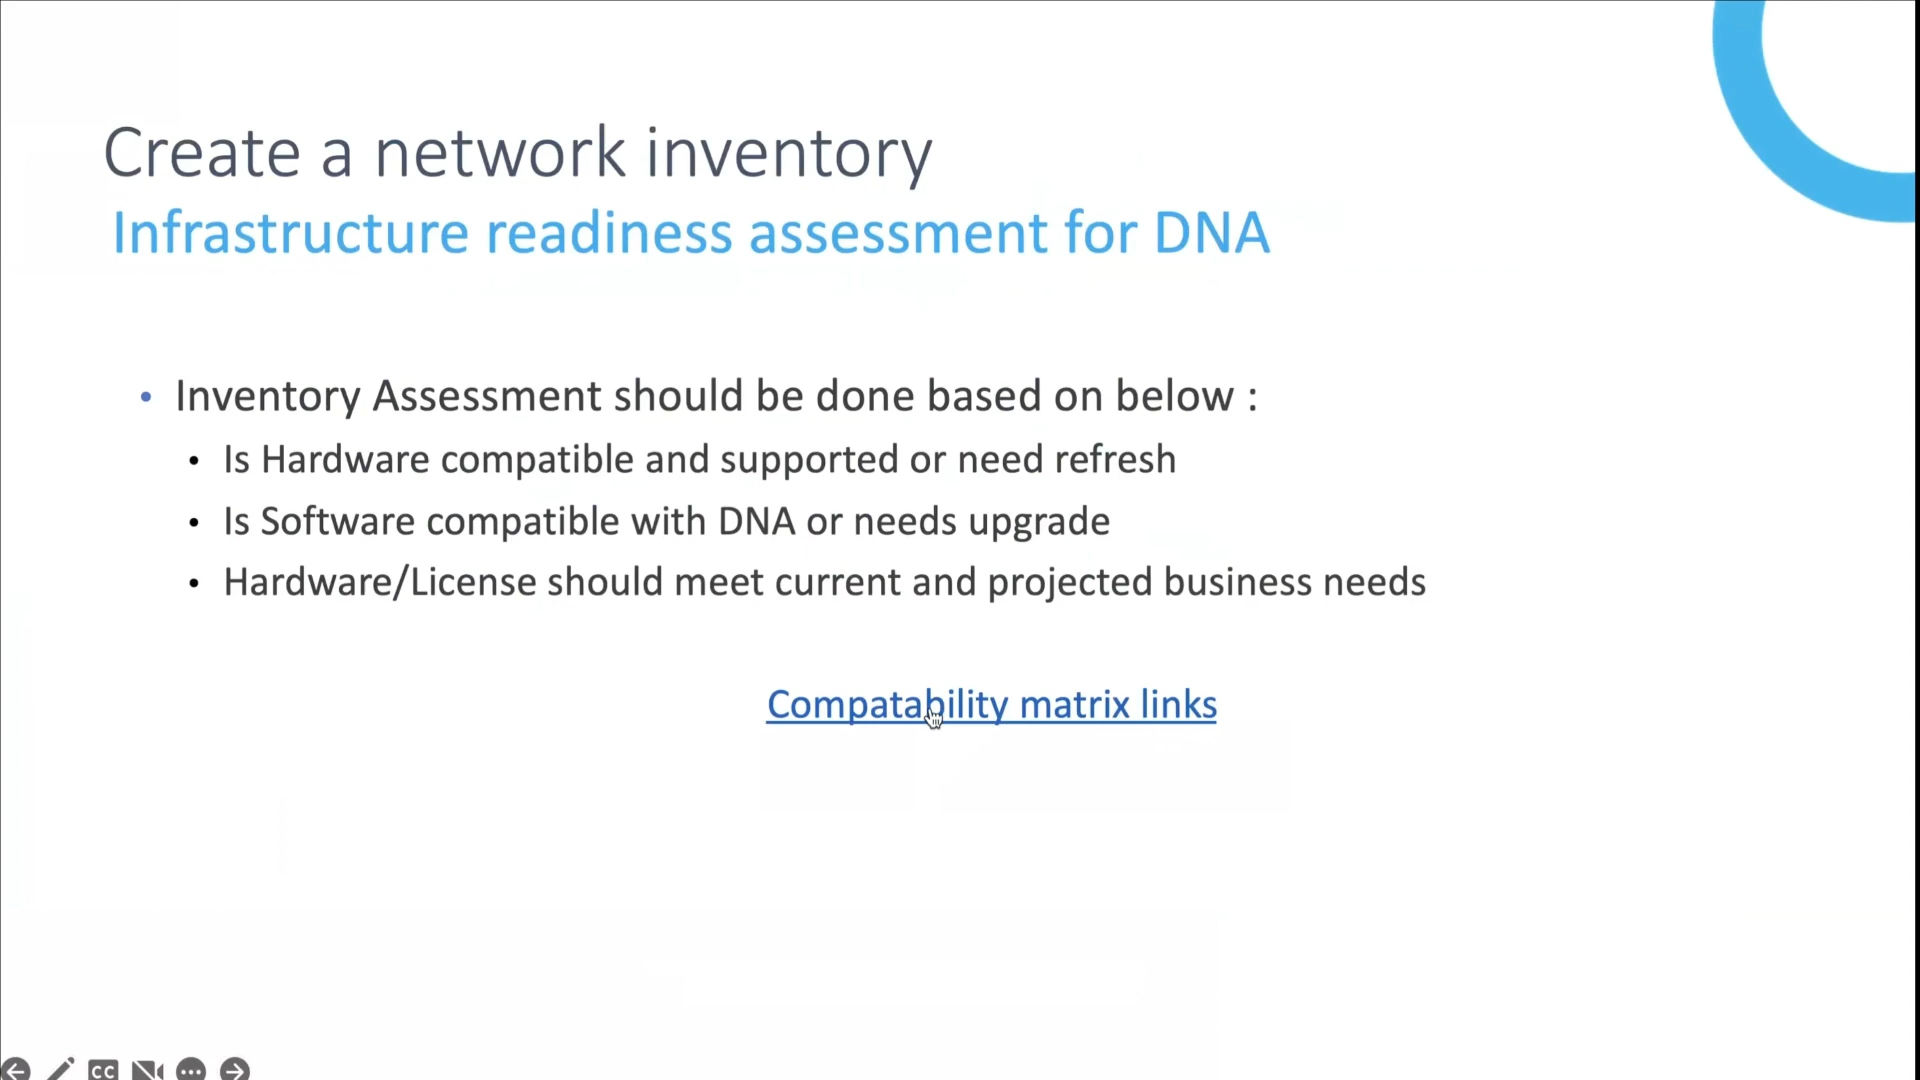 Create a network inventory
Infrastructure readiness assessment for DNA
• Inventory Assessment should be done based on below :
• Is Hardware compatible and supported or need refresh
• Is Software compatible with DNA or needs upgrade
• Hardware/License should meet current and projected business needs
Compatability matrix links
CC